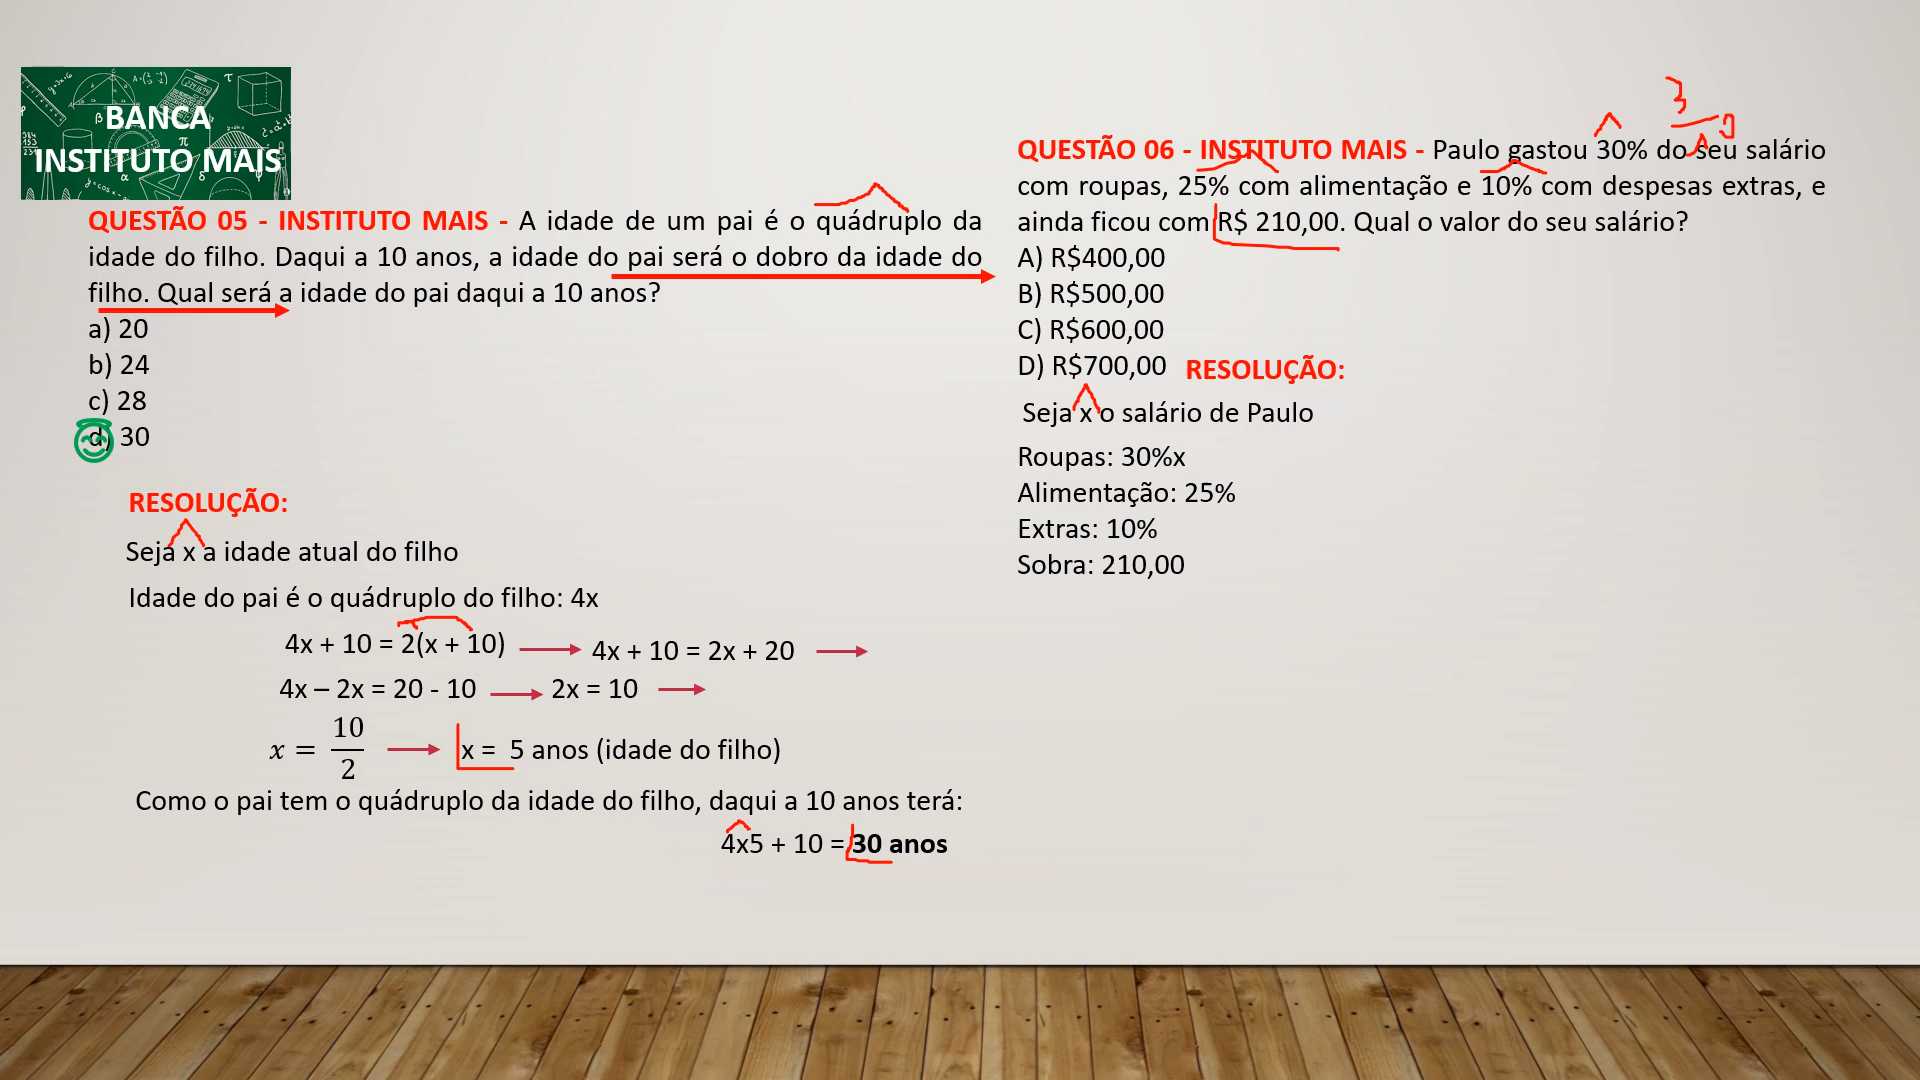 BANCA
INSTITUTO MAIS
QUESTÃO 05 - INSTITUTO MAIS - A idade de um pai é o quádruplo da
idade do filho. Daqui a 10 anos, a idade do pai será o dobro da idade do
filho. Qual será a idade do pai daqui a 10 anos?
a) 20
b) 24
c) 28
d) 30
RESOLUÇÃO:
Seja x a idade atual do filho
Idade do pai é o quádruplo do filho: 4x
4x + 10 = 2(x + 10) → 4x + 10 = 2x + 20 →
4x – 2x = 20 - 10 → 2x = 10 →
x = 10/2 → x = 5 anos (idade do filho)
Como o pai tem o quádruplo da idade do filho, daqui a 10 anos terá:
4x5 + 10 = 30 anos
QUESTÃO 06 - INSTITUTO MAIS - Paulo gastou 30% do seu salário
com roupas, 25% com alimentação e 10% com despesas extras, e
ainda ficou com R$ 210,00. Qual o valor do seu salário?
A) R$400,00
B) R$500,00
C) R$600,00
D) R$700,00 RESOLUÇÃO:
Seja x o salário de Paulo
Roupas: 30%x
Alimentação: 25%
Extras: 10%
Sobra: 210,00